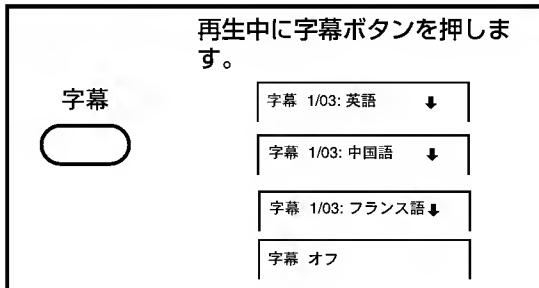 再生中に字幕ボタンを押しま
す。
字幕
字幕 1/03: 英語 ⬇
字幕 1/03: 中国語 ⬇
字幕 1/03: フランス語⬇
字幕 オフ